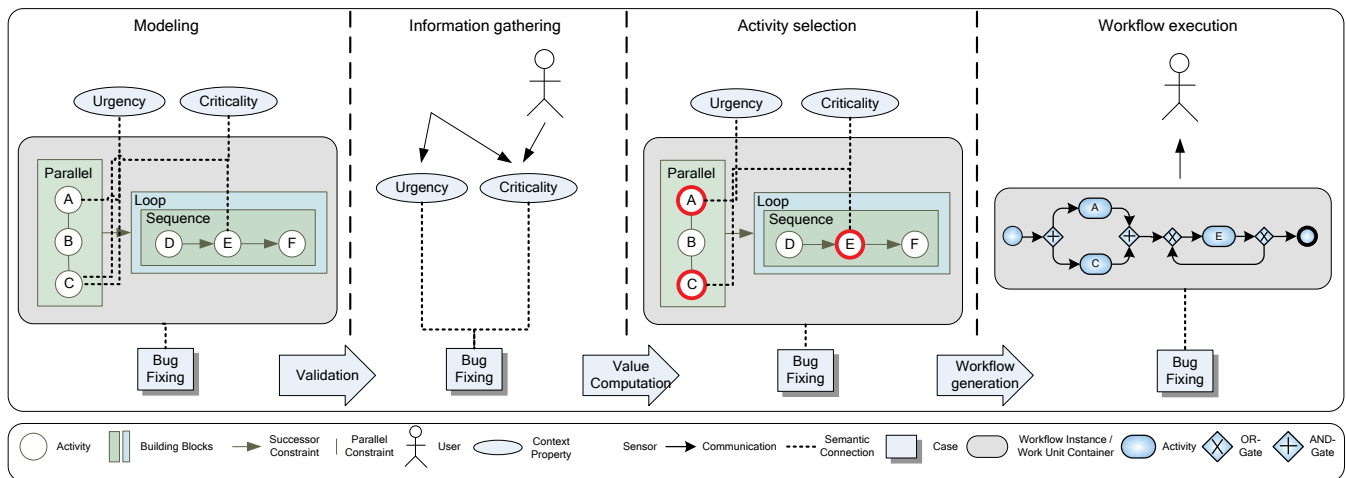 Modeling
Information gathering
Activity selection
Workflow execution
Urgency
Criticality
Parallel
A
B
C
Loop
Sequence
D
E
F
Bug
Fixing
Validation
Urgency
Criticality
Bug
Fixing
Value
Computation
Urgency
Criticality
Parallel
A
B
C
Loop
Sequence
D
E
F
Bug
Fixing
Workflow
generation
A
C
E
Bug
Fixing
Activity
Building Blocks
Successor
Constraint
Parallel
Constraint
User
Context
Property
Sensor
Communication
Semantic
Connection
Case
Workflow Instance /
Work Unit Container
Activity
OR-
Gate
AND-
Gate